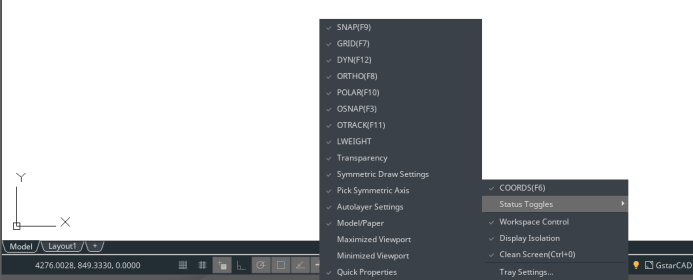 SNAP(F9)
GRID(F7)
DYN(F12)
ORTHO(F8)
POLAR(F10)
OSNAP(F3)
OTRACK(F11)
LWEIGHT
Transparency
Symmetric Draw Settings
Pick Symmetric Axis
Autolayer Settings
Model/Paper
Maximized Viewport
Minimized Viewport
Quick Properties
COORDS(F6)
Status Toggles
Workspace Control
Display Isolation
Clean Screen(Ctrl+0)
Tray Settings...
Y
X
Model Layout1 +
4276.0028, 849.3330, 0.0000
GstarCAD